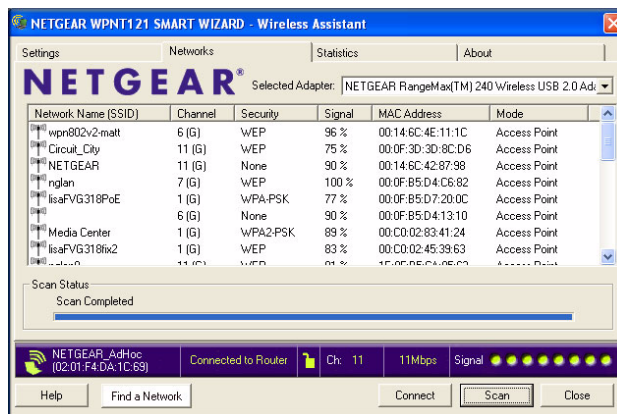 NETGEAR WPNT121 SMART WIZARD - Wireless Assistant
Settings Networks Statistics About
NETGEAR® Selected Adapter: NETGEAR RangeMax(TM) 240 Wireless USB 2.0 Ada
Network Name (SSID) Channel Security Signal MAC Address Mode
wpn802v2-matt 6 (G) WEP 96 % 00:14:6C:4E:11:1C Access Point
Circuit_City 11 (G) WEP 75 % 00:0F:3D:3D:8C:D6 Access Point
NETGEAR 11 (G) None 90 % 00:14:6C:42:87:98 Access Point
nglan 7 (G) WEP 100 % 00:0F:B5:D4:C6:82 Access Point
lisaFVG318PoE 1 (G) WPA-PSK 77 % 00:0F:B5:D7:20:0C Access Point
6 (G) None 90 % 00:0F:B5:D4:13:10 Access Point
Media Center 1 (G) WPA2-PSK 89 % 00:C0:02:83:41:24 Access Point
lisaFVG318fix2 1 (G) WEP 83 % 00:C0:02:45:39:63 Access Point
11 (G) WEP Access Point
Scan Status
Scan Completed
NETGEAR_AdHoc
(02:01:F4:DA:1C:69) Connected to Router Ch: 11 11Mbps Signal
Help Find a Network Connect Scan Close